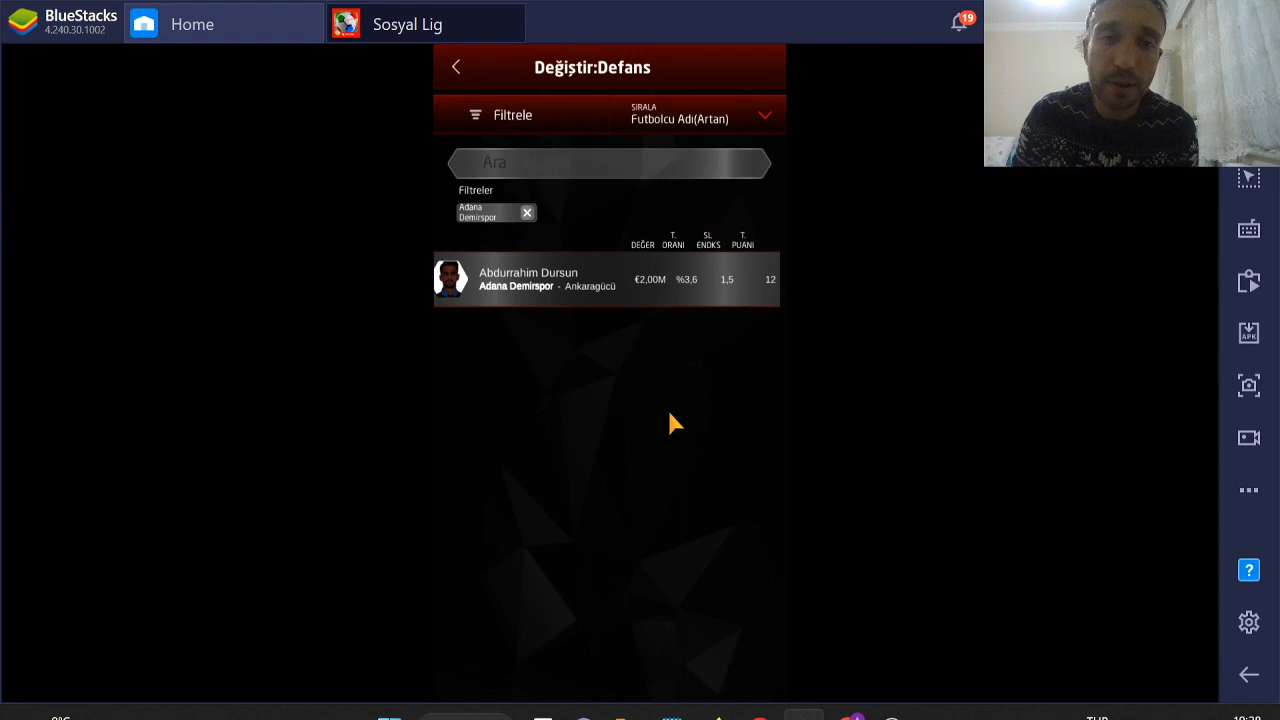 BlueStacks
4.240.30.1002
Home
Sosyal Lig
19
Değiştir:Defans
Filtrele
SIRALA
Futbolcu Adı(Artan)
Ara
Filtreler
Adana
Demirspor
DEĞER
T.
ORANI
SL
ENDKS
T.
PUANI
Abdurrahim Dursun
Adana Demirspor - Ankaragücü
€2,00M
%3,6
1,5
12
APK
?